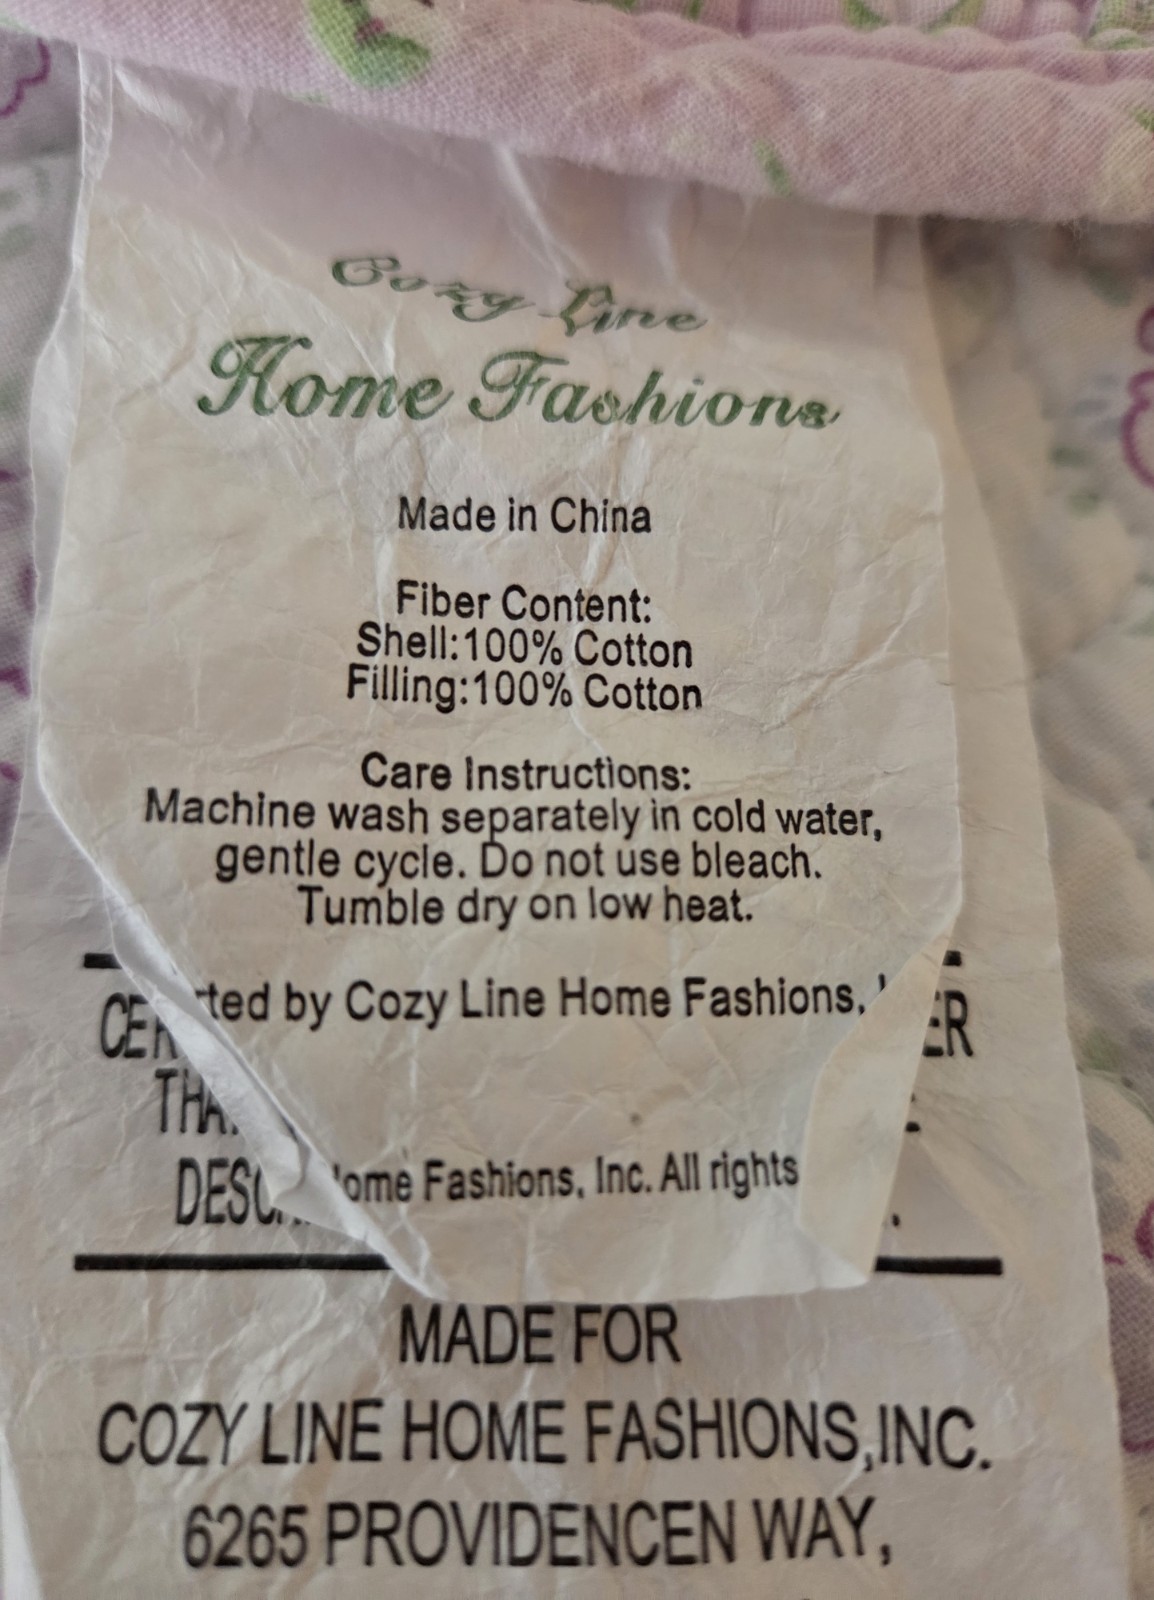 Cozy Line
Home Fashions
Made in China
Fiber Content:
Shell:100% Cotton
Filling:100% Cotton
Care Instructions:
Machine wash separately in cold water,
gentle cycle. Do not use bleach.
Tumble dry on low heat.
by Cozy Line Home Fashions,
Fashions, Inc. All rights
MADE FOR
COZY LINE HOME FASHIONS,INC.
6265 PROVIDENCEN WAY,